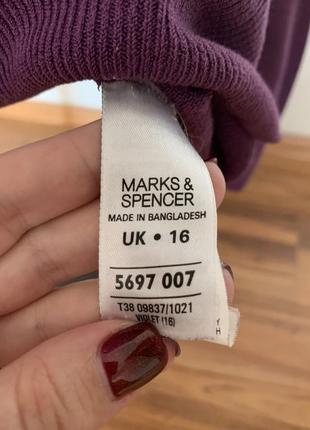 MARKS &
SPENCER
MADE IN BANGLADESH
UK • 16
5697 007
T38 09837/1021
VIOLET (16)
Y
H